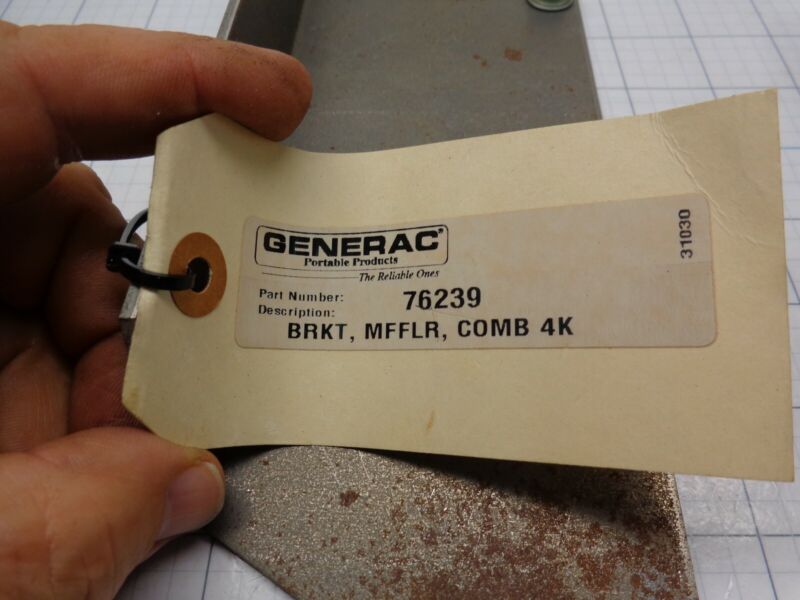 GENERAC®
Portable Products
The Reliable Ones
Part Number: 76239
Description:
BRKT, MFFLR, COMB 4K
31030